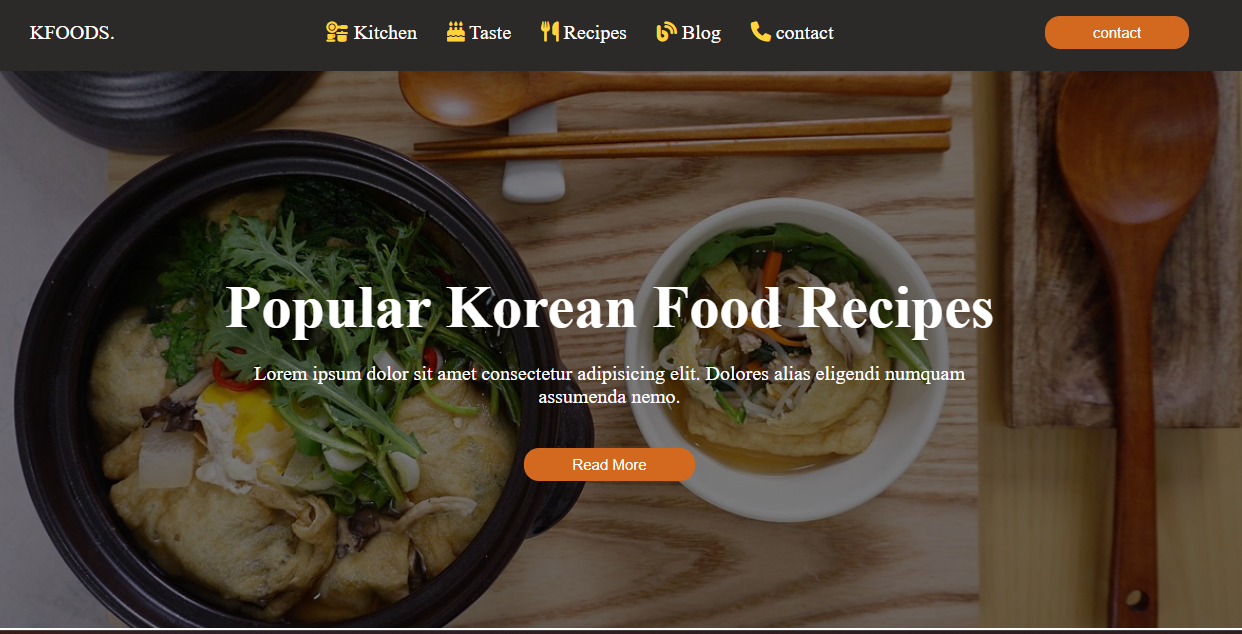 KFOODS.
Kitchen
Taste
Recipes
Blog
contact
contact
Popular Korean Food Recipes
Lorem ipsum dolor sit amet consectetur adipisicing elit. Dolores alias eligendi numquam
assumenda nemo.
Read More